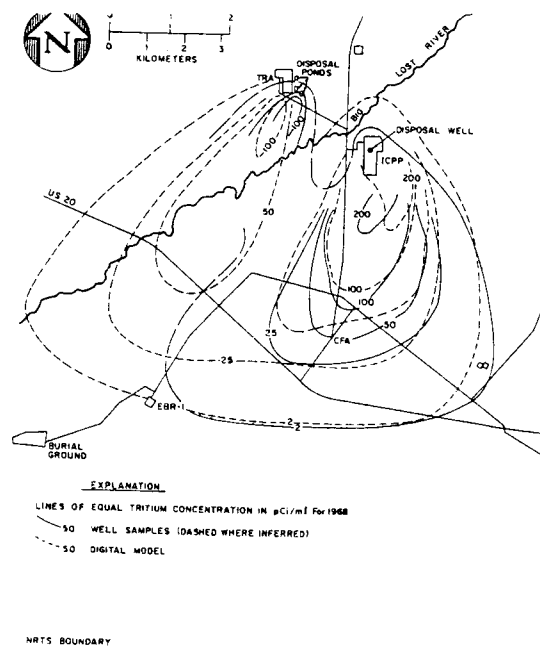 N
0 1 2
0 1 2 3
KILOMETERS
DISPOSAL
PONDS
TRA
BIG LOST RIVER
DISPOSAL WELL
ICPP
100
100
200
200
US 20
50
100
100
50
25
CFA
25
8
EBR-1
2
2
BURIAL
GROUND
EXPLANATION
LINES OF EQUAL TRITIUM CONCENTRATION IN pCi/ml For 1968
50 WELL SAMPLES (DASHED WHERE INFERRED)
50 DIGITAL MODEL
NRTS BOUNDARY